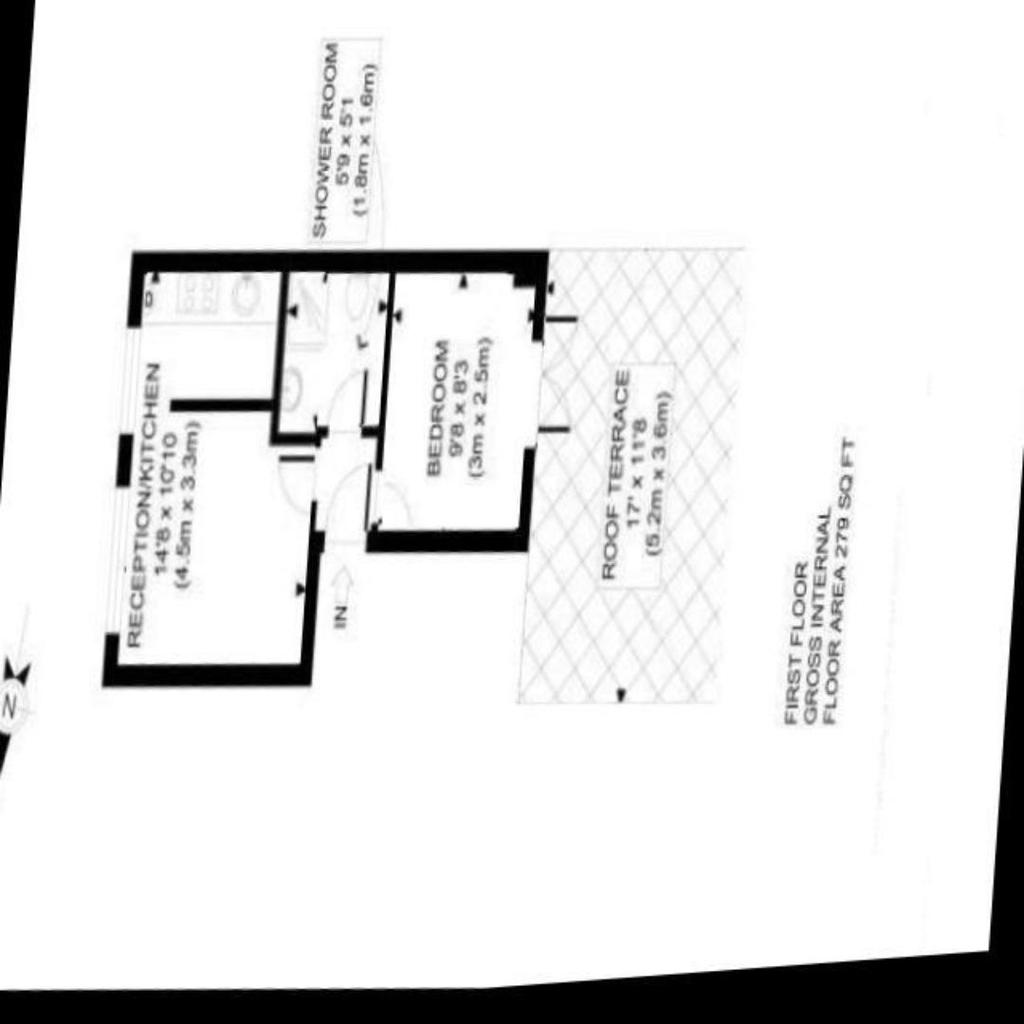 SHOWER ROOM
5'9 x 5'1
(1.8m x 1.6m)
RECEPTION/KITCHEN
14'8 x 10'10
(4.5m x 3.3m)
BEDROOM
9'8 x 8'3
(3m x 2.5m)
ROOF TERRACE
17' x 11'8
(5.2m x 3.6m)
IN
N
FIRST FLOOR
GROSS INTERNAL
FLOOR AREA 279 SQ FT